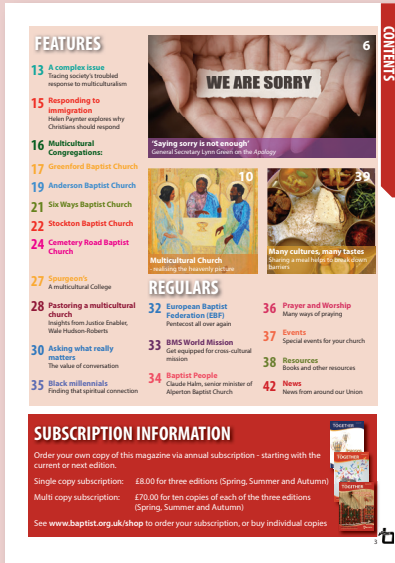 CONTENTS
FEATURES
13 A complex issue
Tracing society's troubled
response to multiculturalism
15 Responding to
immigration
Helen Paynter explores why
Christians should respond
16 Multicultural
Congregations:
17 Greenford Baptist Church
19 Anderson Baptist Church
21 Six Ways Baptist Church
22 Stockton Baptist Church
24 Cemetery Road Baptist
Church
27 Spurgeon's
A multicultural College
28 Pastoring a multicultural
church
Insights from Justice Enabler,
Wale Hudson-Roberts
30 Asking what really
matters
The value of conversation
35 Black millennials
Finding that spiritual connection
6
WE ARE SORRY
'Saying sorry is not enough'
General Secretary Lynn Green on the Apology
10
Multicultural Church
- realising the heavenly picture
39
Many cultures, many tastes
Sharing a meal helps to break down
barriers
REGULARS
32 European Baptist
Federation (EBF)
Pentecost all over again
33 BMS World Mission
Get equipped for cross-cultural
mission
34 Baptist People
Claude Halm, senior minister of
Alperton Baptist Church
36 Prayer and Worship
Many ways of praying
37 Events
Special events for your church
38 Resources
Books and other resources
42 News
News from around our Union
SUBSCRIPTION INFORMATION
Order your own copy of this magazine via annual subscription - starting with the
current or next edition.
Single copy subscription: £8.00 for three editions (Spring, Summer and Autumn)
Multi copy subscription: £70.00 for ten copies of each of the three editions
(Spring, Summer and Autumn)
See www.baptist.org.uk/shop to order your subscription, or buy individual copies
TOGETHER
TOGETHER
TOGETHER
3